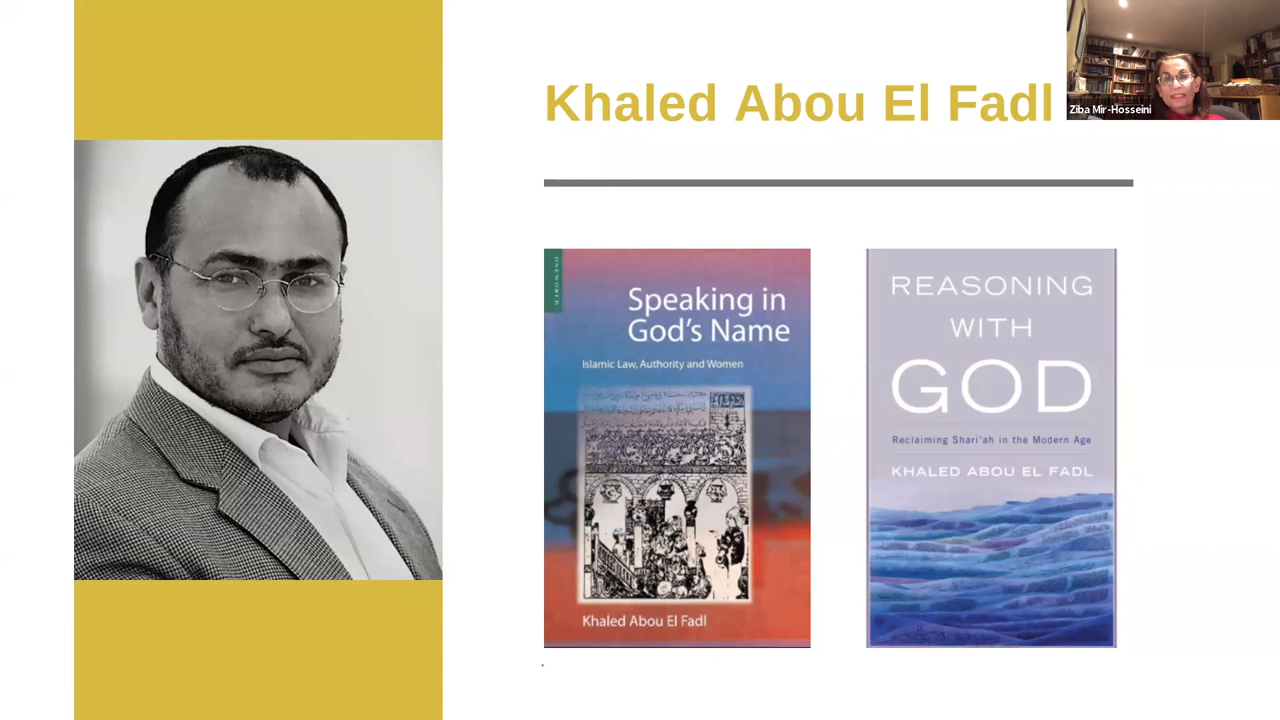 Khaled Abou El Fadl
Ziba Mir-Hosseini
ONEWORLD
Speaking in
God's Name
Islamic Law, Authority and Women
Khaled Abou El Fadl
REASONING
WITH
GOD
Reclaiming Shari'ah in the Modern Age
KHALED ABOU EL FADL